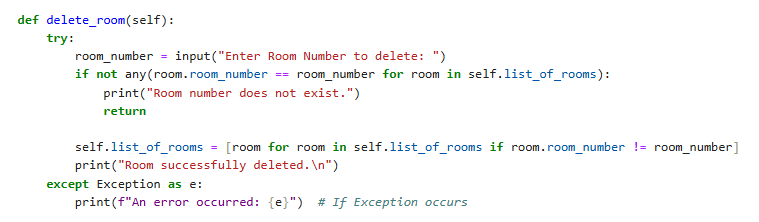 def delete_room(self):
    try:
        room_number = input("Enter Room Number to delete: ")
        if not any(room.room_number == room_number for room in self.list_of_rooms):
            print("Room number does not exist.")
            return

        self.list_of_rooms = [room for room in self.list_of_rooms if room.room_number != room_number]
        print("Room successfully deleted.\n")
    except Exception as e:
        print(f"An error occurred: {e}")  # If Exception occurs